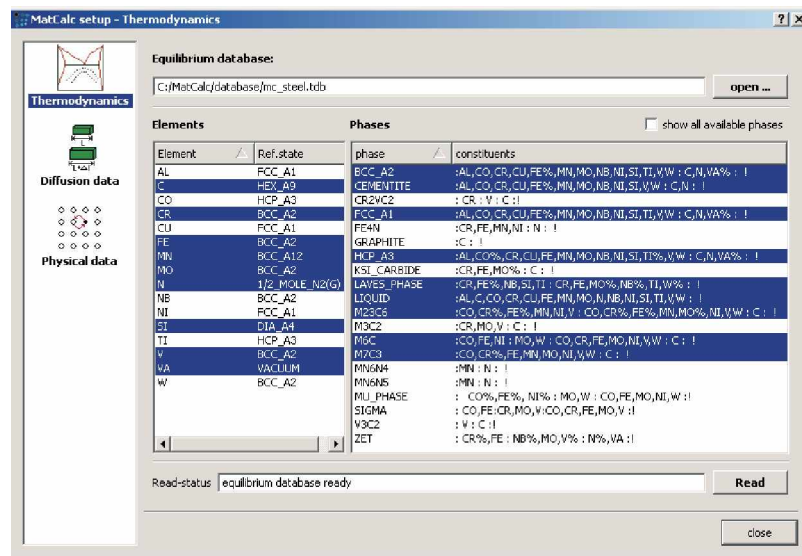 MatCalc setup - Thermodynamics
Thermodynamics
Diffusion data
Physical data
Equilibrium database:
C:/MatCalc/database/mc_steel.tdb
open ...
Elements
Phases
show all available phases
Element Ref.state
AL FCC_A1
C HEX_A9
CO HCP_A3
CR BCC_A2
CU FCC_A1
FE BCC_A2
MN BCC_A12
MO BCC_A2
N 1/2_MOLE_N2(G)
NB BCC_A2
NI FCC_A1
SI DIA_A4
TI HCP_A3
V BCC_A2
VA VACUUM
W BCC_A2
phase constituents
BCC_A2 :AL,CO,CR,CU,FE%,MN,MO,NB,NI,SI,TI,V,W : C,N,VA% : !
CEMENTITE :AL,CO,CR,CU,FE%,MN,MO,NB,NI,SI,V,W : C,N : !
CR2VC2 : CR : V : C :!
FCC_A1 :AL,CO,CR,CU,FE%,MN,MO,NB,NI,SI,TI,V,W : C,N,VA% : !
FE4N :CR,FE,MN,NI : N : !
GRAPHITE :C : !
HCP_A3 :AL,CO%,CR,CU,FE,MN,MO,NB,NI,SI,TI%,V,W : C,N,VA% : !
KSI_CARBIDE :CR,FE,MO% : C : !
LAVES_PHASE :CR,FE%,NB,SI,TI : CR,FE,MO%,NB%,TI,W% : !
LIQUID :AL,C,CO,CR,CU,FE,MN,MO,N,NB,NI,SI,TI,V,W : !
M23C6 :CO,CR%,FE%,MN,NI,V : CO,CR%,FE%,MN,MO%,NI,V,W : C : !
M3C2 :CR,MO,V : C : !
M6C :CO,FE,NI : MO,W : CO,CR,FE,MO,NI,V,W : C : !
M7C3 :CO,CR%,FE,MN,MO,NI,V,W : C : !
MN6N4 :MN : N : !
MN6N5 :MN : N : !
MU_PHASE : CO%,FE%, NI% : MO,W : CO,FE,MO,NI,W :!
SIGMA : CO,FE:CR,MO,V:CO,CR,FE,MO,V :!
V3C2 : V : C :!
ZET : CR%,FE : NB%,MO,V% : N%,VA :!
Read-status equilibrium database ready
Read
close